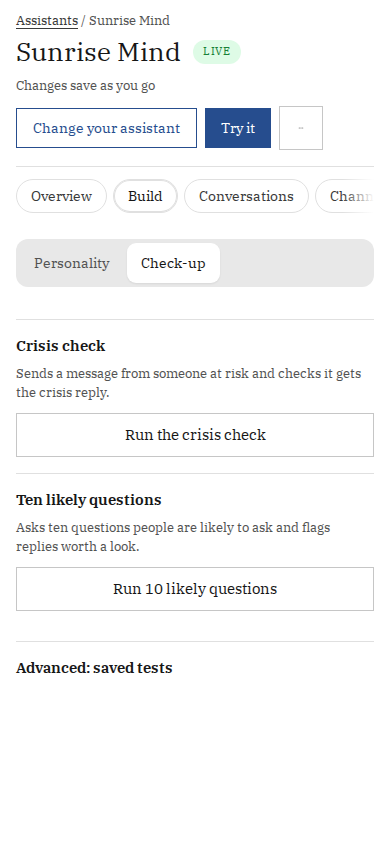 Assistants / Sunrise Mind
Sunrise Mind LIVE
Changes save as you go
Change your assistant Try it
Overview Build Conversations Chann
Personality Check-up
Crisis check
Sends a message from someone at risk and checks it gets
the crisis reply.
Run the crisis check
Ten likely questions
Asks ten questions people are likely to ask and flags
replies worth a look.
Run 10 likely questions
Advanced: saved tests